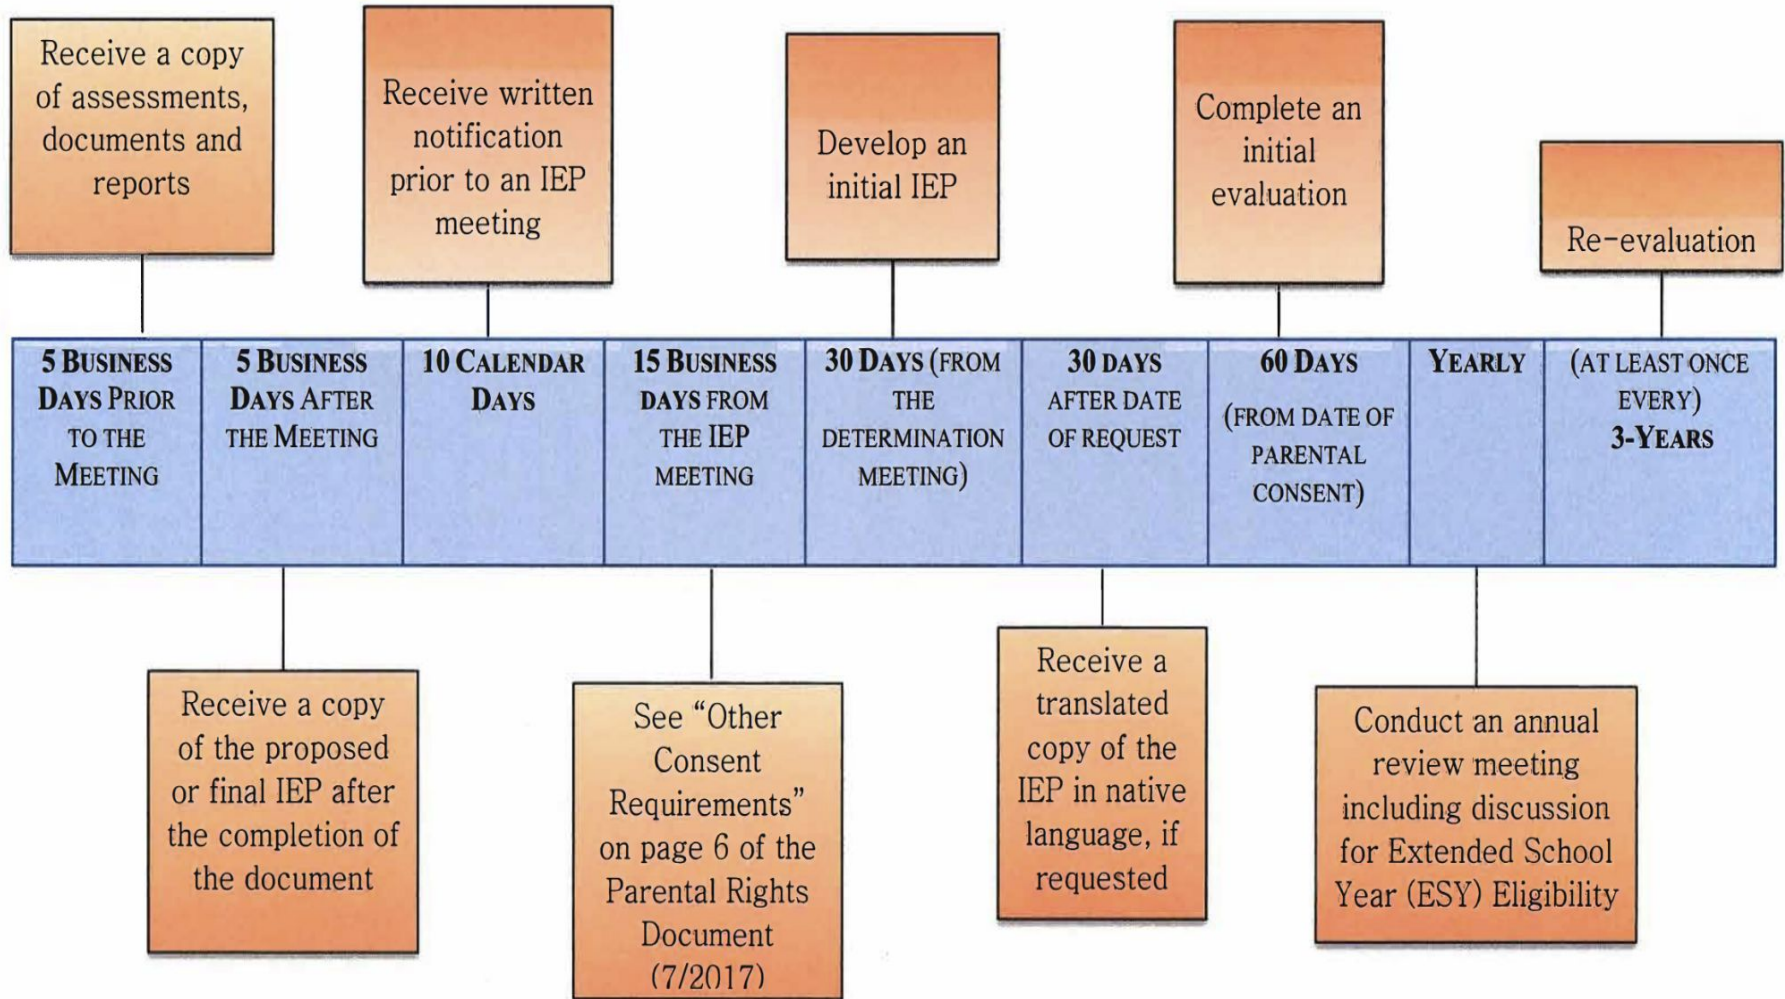 Receive a copy
of assessments,
documents and
reports
Receive written
notification
prior to an IEP
meeting
Develop an
initial IEP
Complete an
initial
evaluation
Re-evaluation
5 BUSINESS
DAYS PRIOR
TO THE
MEETING
5 BUSINESS
DAYS AFTER
THE MEETING
10 CALENDAR
DAYS
15 BUSINESS
DAYS FROM
THE IEP
MEETING
30 DAYS (FROM
THE
DETERMINATION
MEETING)
30 DAYS
AFTER DATE
OF REQUEST
60 DAYS
(FROM DATE OF
PARENTAL
CONSENT)
YEARLY
(AT LEAST ONCE
EVERY)
3-YEARS
Receive a copy
of the proposed
or final IEP after
the completion of
the document
See “Other
Consent
Requirements”
on page 6 of the
Parental Rights
Document
(7/2017)
Receive a
translated
copy of the
IEP in native
language, if
requested
Conduct an annual
review meeting
including discussion
for Extended School
Year (ESY) Eligibility